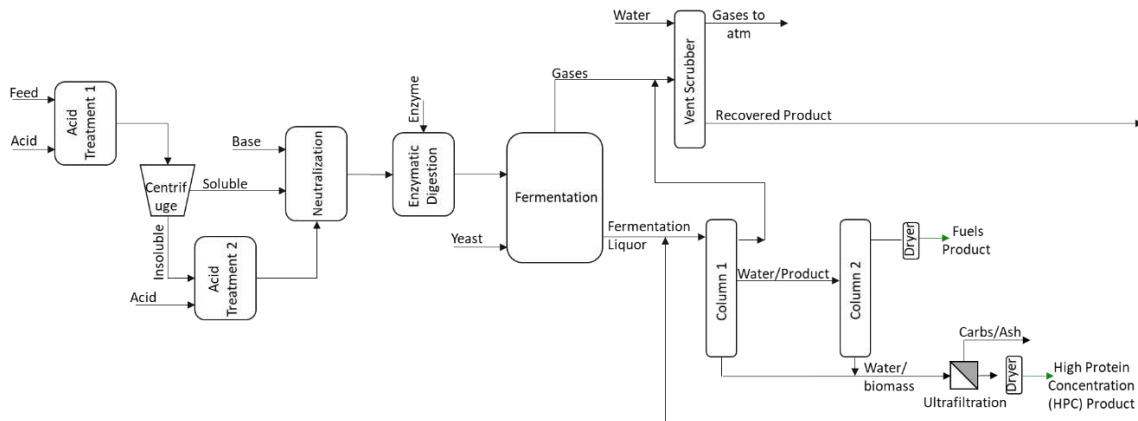 Water
Gases to
atm
Gases
Vent Scrubber
Recovered Product
Feed
Acid
Acid
Treatment 1
Centrif
uge
Soluble
Insoluble
Acid
Acid
Treatment 2
Base
Neutralization
Enzyme
Enzymatic
Digestion
Yeast
Fermentation
Fermentation
Liquor
Column 1
Water/Product
Column 2
Dryer
Fuels
Product
Water/
biomass
Carbs/Ash
Ultrafiltration
Dryer
High Protein
Concentration
(HPC) Product